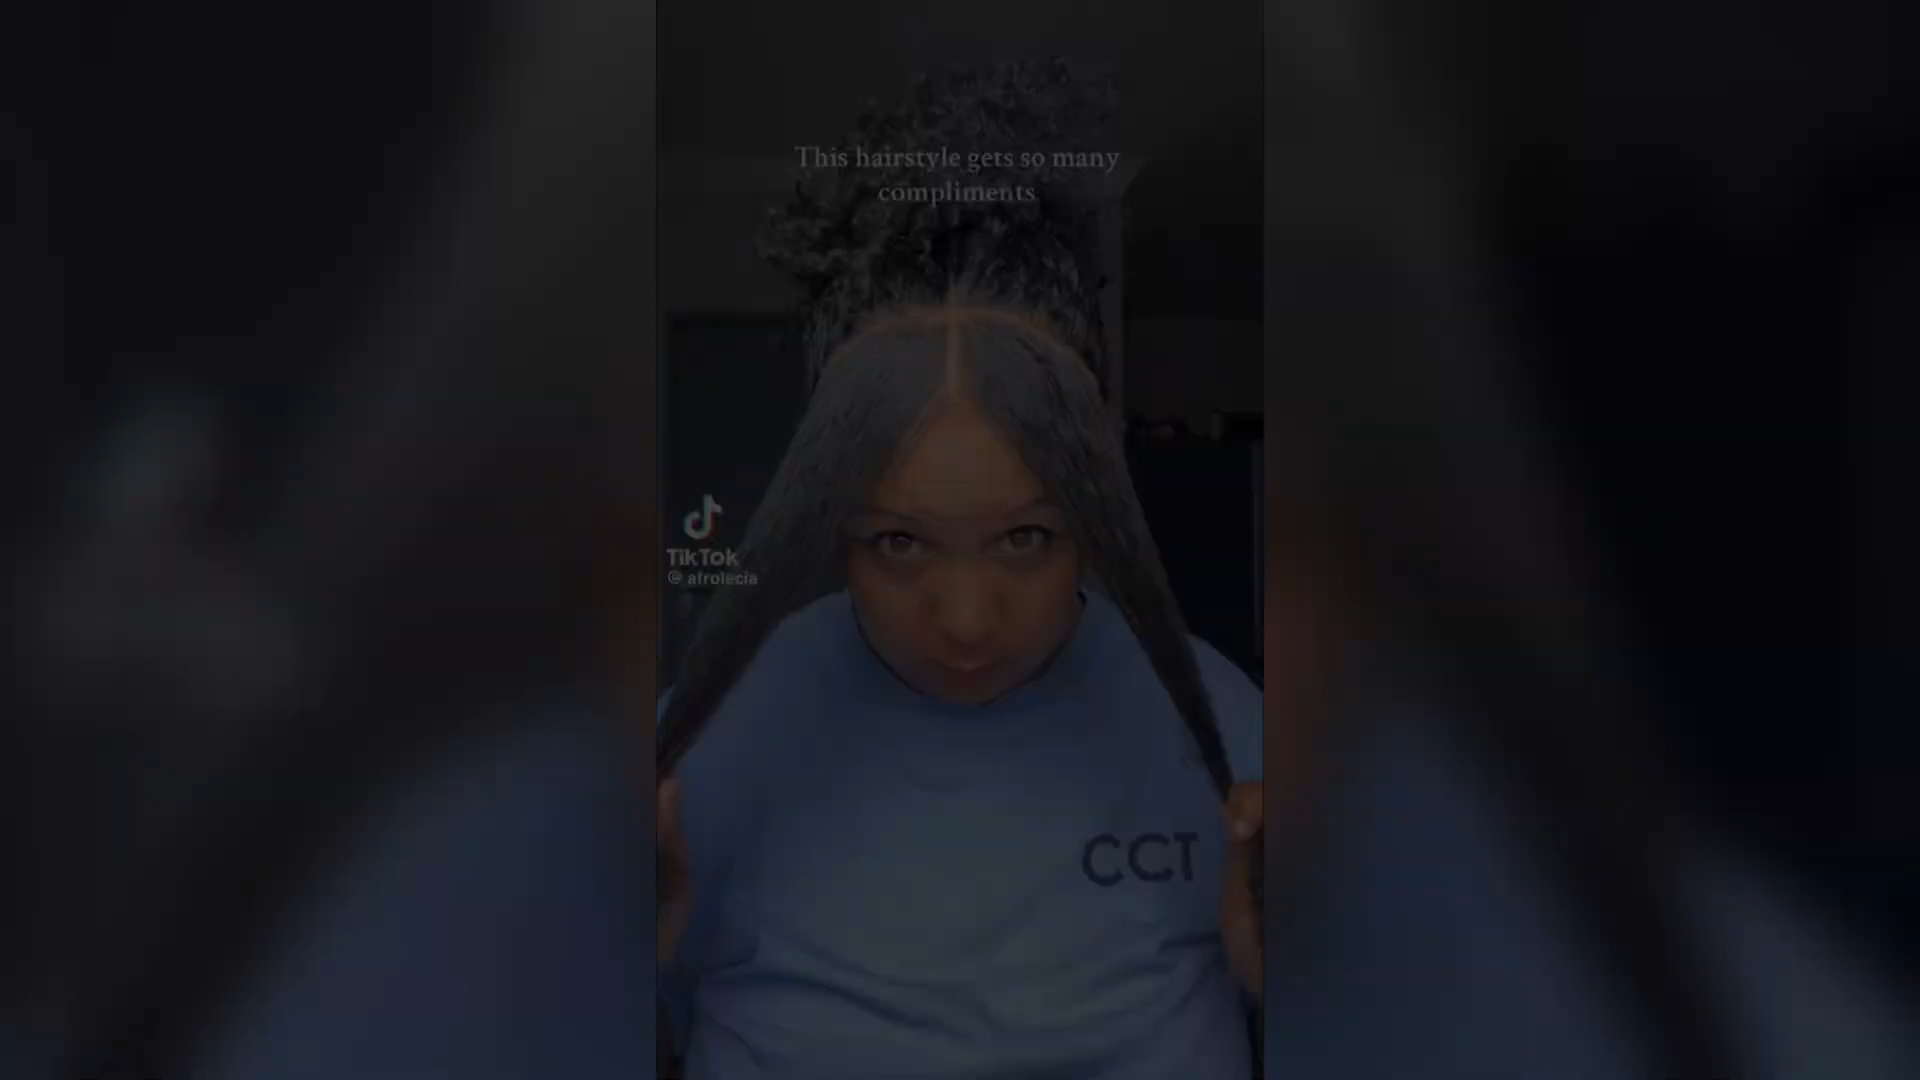 This hairstyle gets so many
compliments
TikTok
@ afrolecia
CCT